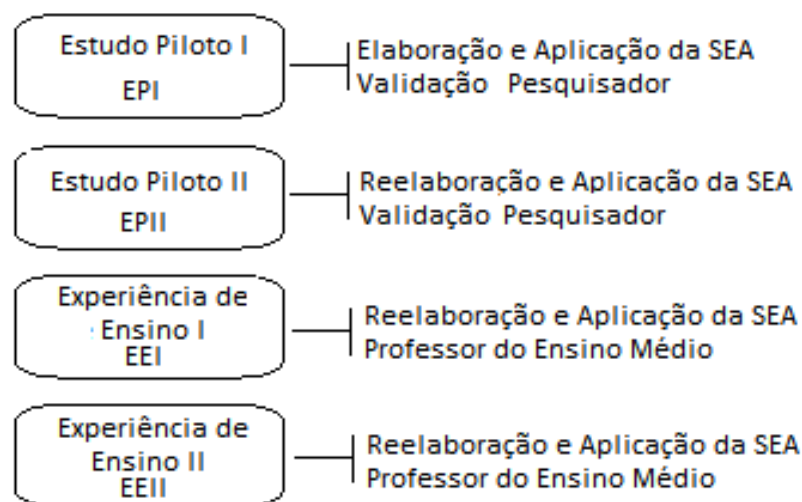 Estudo Piloto I
EPI
Elaboração e Aplicação da SEA
Validação Pesquisador
Estudo Piloto II
EPII
Reelaboração e Aplicação da SEA
Validação Pesquisador
Experiência de
Ensino I
EEI
Reelaboração e Aplicação da SEA
Professor do Ensino Médio
Experiência de
Ensino II
EEII
Reelaboração e Aplicação da SEA
Professor do Ensino Médio